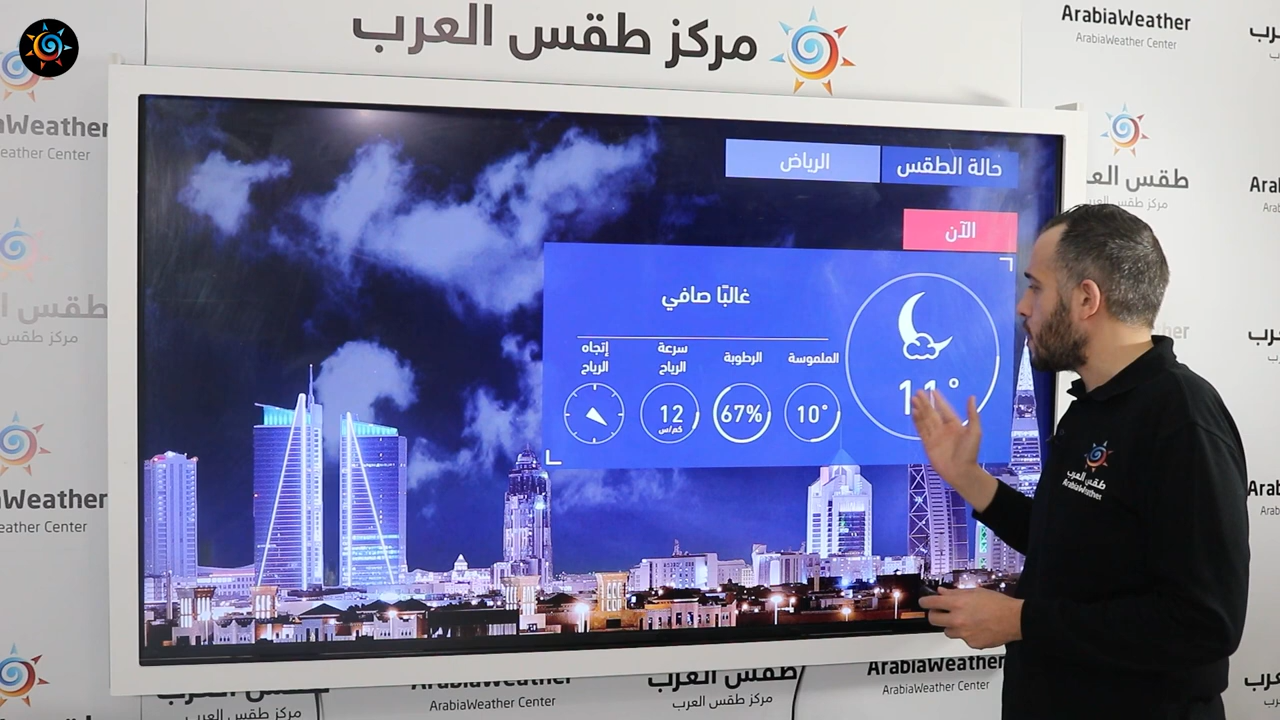 مركز طقس العرب
ArabiaWeather
ArabiaWeather Center
حالة الطقس
الرياض
الآن
غالبًا صافي
الملموسة
الرطوبة
سرعة الرياح
إتجاه الرياح
10°
67%
12
كم/س
11°
طقس العرب
ArabiaWeather
طقس العرب
مركز طقس العرب
ArabiaWeather
ArabiaWeather Center
طقس العرب
مركز طقس العرب
ArabiaWeather
ArabiaWeather Center